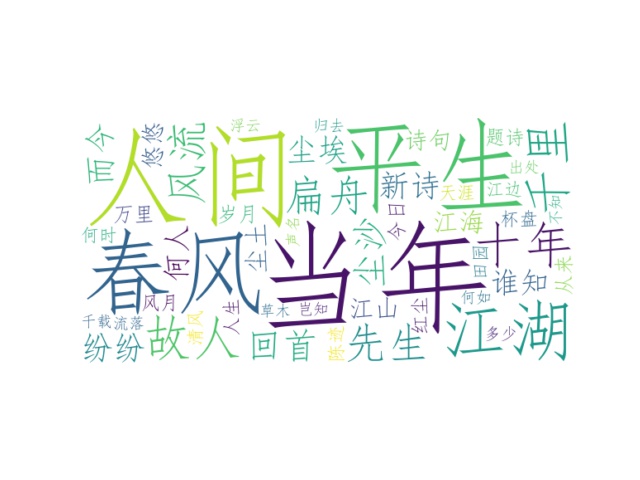 人间
平生
春风
当年
江湖
千里
十年
故人
扁舟
风流
先生
回首
纷纷
新诗
尘埃
而今
悠悠
何人
尘沙
谁知
江海
江山
尘土
岁月
万里
诗句
题诗
今日
杯盘
从来
江边
天涯
田园
红尘
人生
风月
清风
流落
千载
何时
浮云
归去
出处
不知
声名
草木
岂知
陈迹
何如
多少